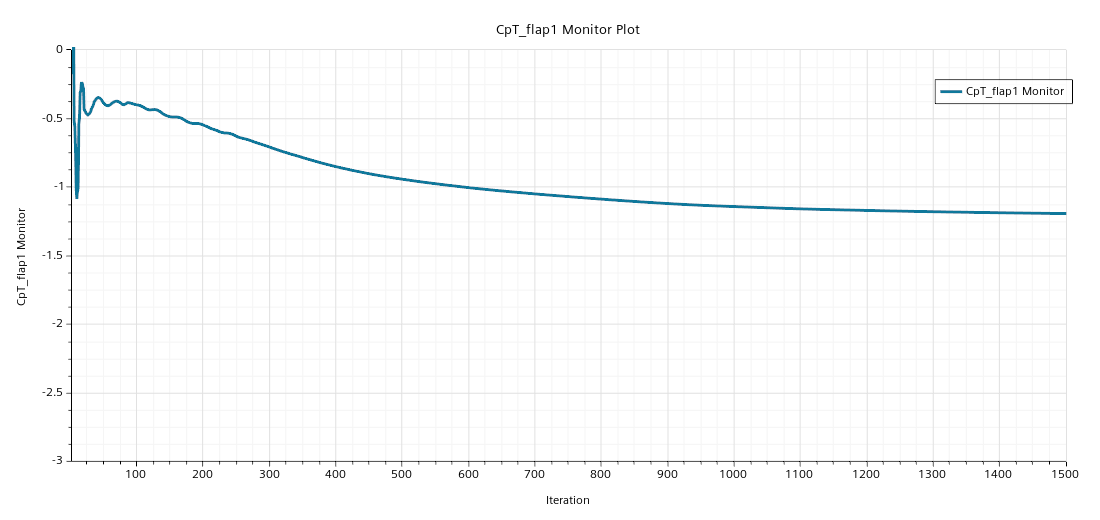 CpT_flap1 Monitor Plot
CpT_flap1 Monitor
CpT_flap1 Monitor
0
-0.5
-1
-1.5
-2
-2.5
-3
100 200 300 400 500 600 700 800 900 1000 1100 1200 1300 1400 1500
Iteration